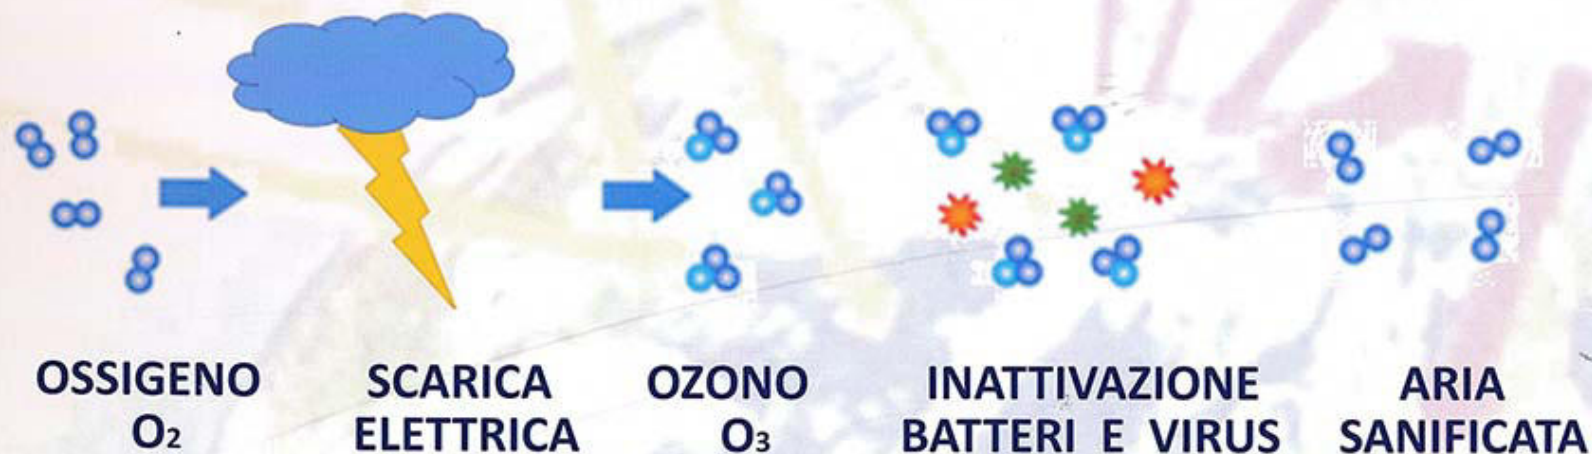 OSSIGENO
O₂
SCARICA
ELETTRICA
OZONO
O₃
INATTIVAZIONE
BATTERI E VIRUS
ARIA
SANIFICATA